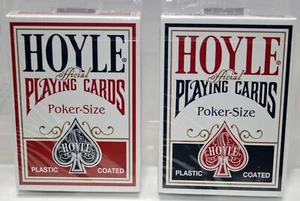 HOYLE®
official
PLAYING CARDS
Poker-Size
HOYLE
PLASTIC COATED
HOYLE®
official
PLAYING CARDS
Poker-Size
HOYLE
PLASTIC COATED